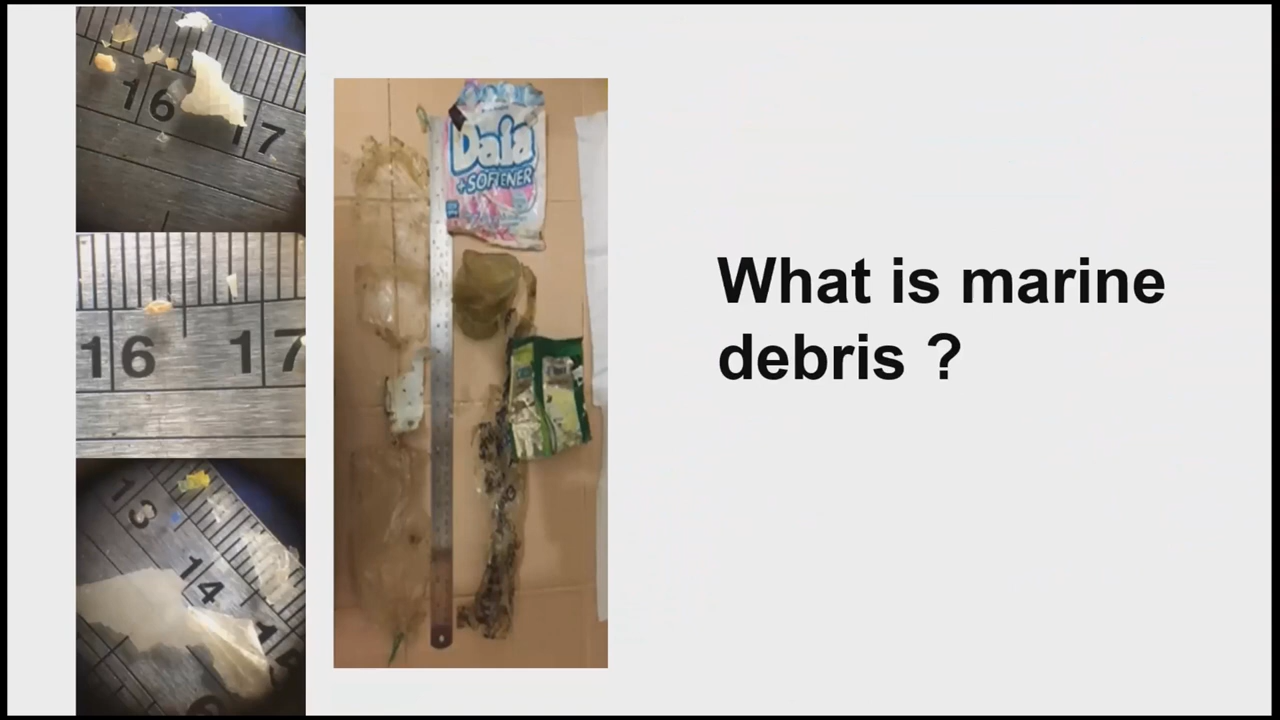 16
17
16
17
13
14
Daia
+SOFTENER
What is marine
debris ?